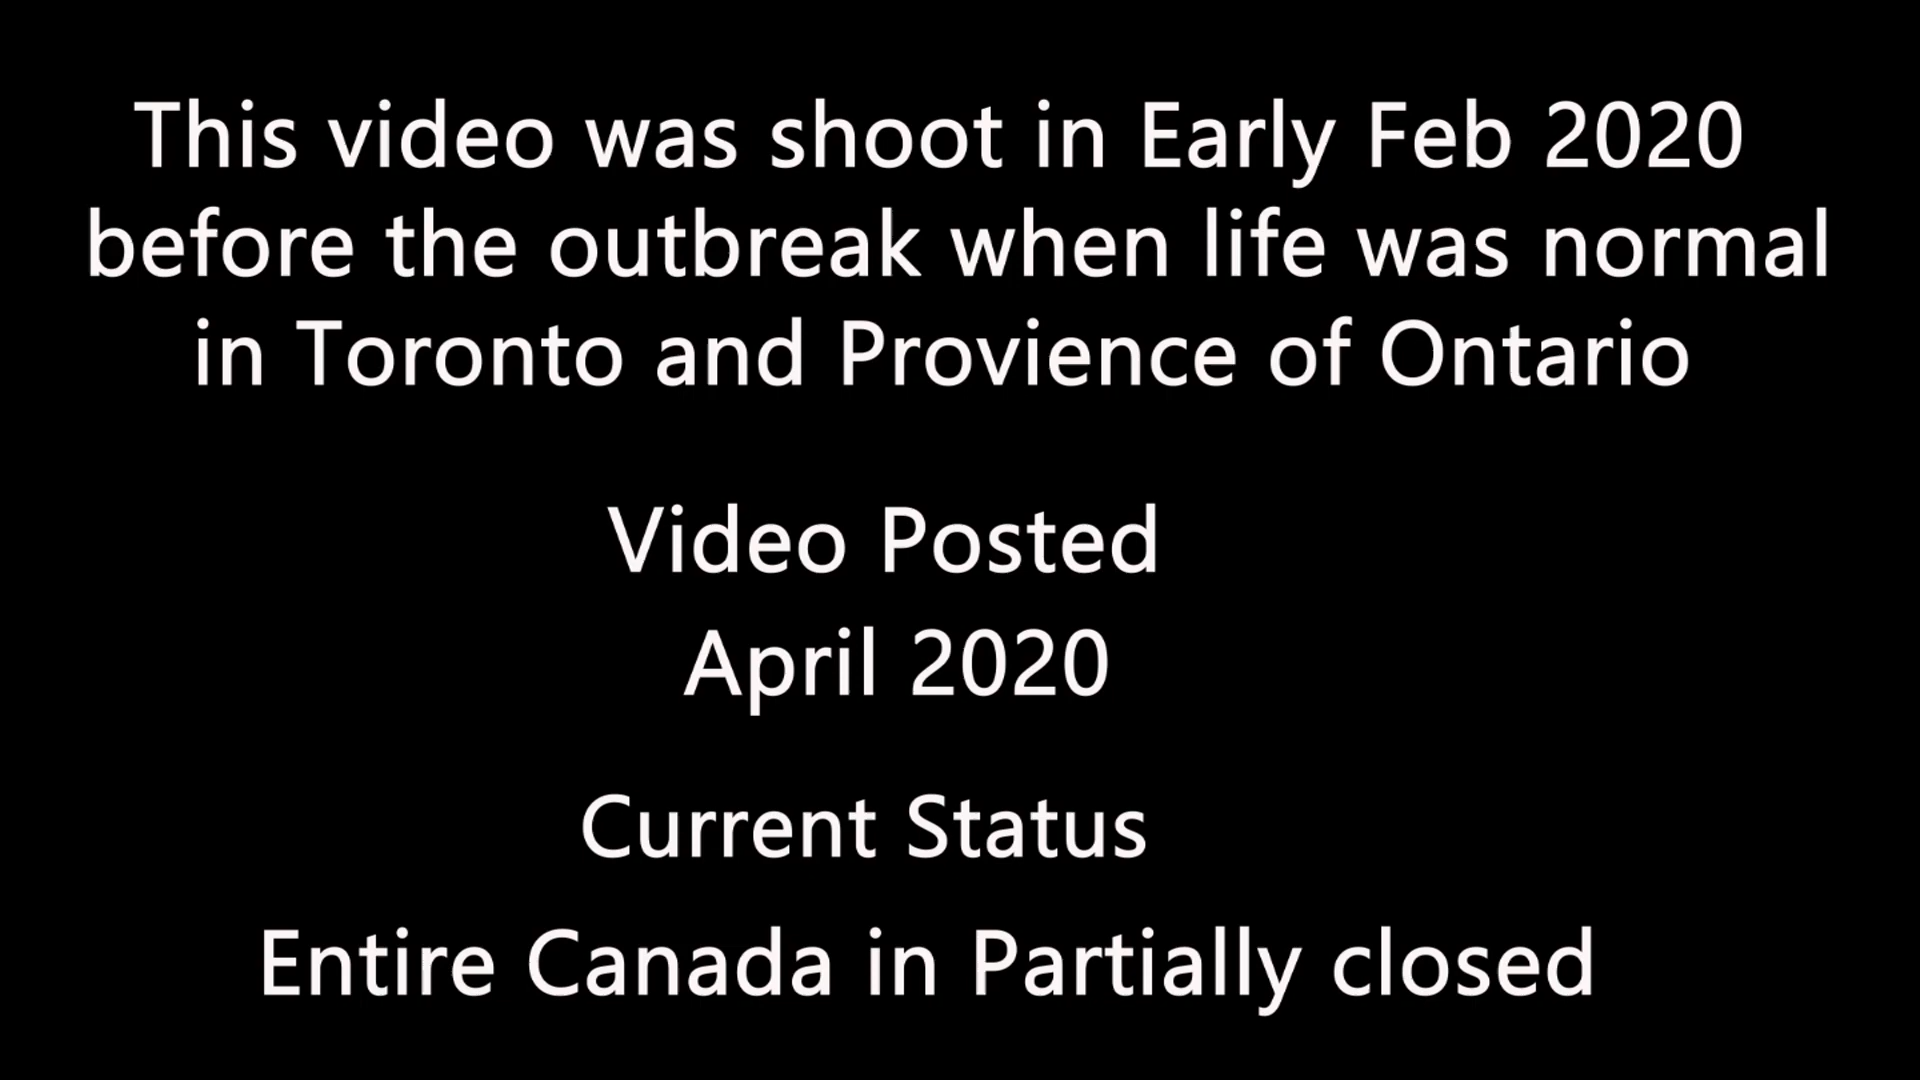 This video was shoot in Early Feb 2020
before the outbreak when life was normal
in Toronto and Provience of Ontario
Video Posted
April 2020
Current Status
Entire Canada in Partially closed